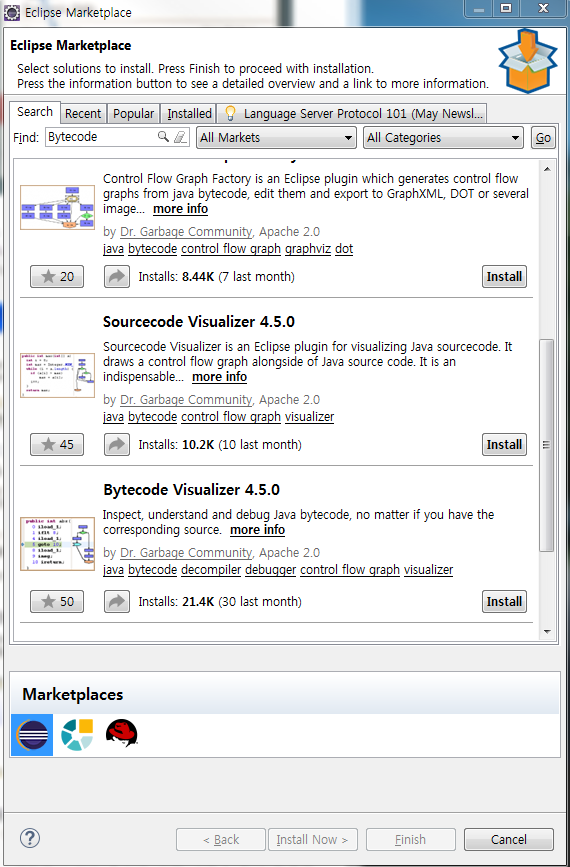 Eclipse Marketplace
Eclipse Marketplace
Select solutions to install. Press Finish to proceed with installation.
Press the information button to see a detailed overview and a link to more information.
Search Recent Popular Installed Language Server Protocol 101 (May Newsl...
Find: Bytecode All Markets All Categories Go
Control Flow Graph Factory is an Eclipse plugin which generates control flow
graphs from java bytecode, edit them and export to GraphXML, DOT or several
image... more info
by Dr. Garbage Community, Apache 2.0
java bytecode control flow graph graphviz dot
20 Installs: 8.44K (7 last month) Install
Sourcecode Visualizer 4.5.0
Sourcecode Visualizer is an Eclipse plugin for visualizing Java sourcecode. It
draws a control flow graph alongside of Java source code. It is an
indispensable... more info
by Dr. Garbage Community, Apache 2.0
java bytecode control flow graph visualizer
45 Installs: 10.2K (10 last month) Install
Bytecode Visualizer 4.5.0
Inspect, understand and debug Java bytecode, no matter if you have the
corresponding source. more info
by Dr. Garbage Community, Apache 2.0
java bytecode decompiler debugger control flow graph visualizer
50 Installs: 21.4K (30 last month) Install
Marketplaces
? < Back Install Now > Finish Cancel